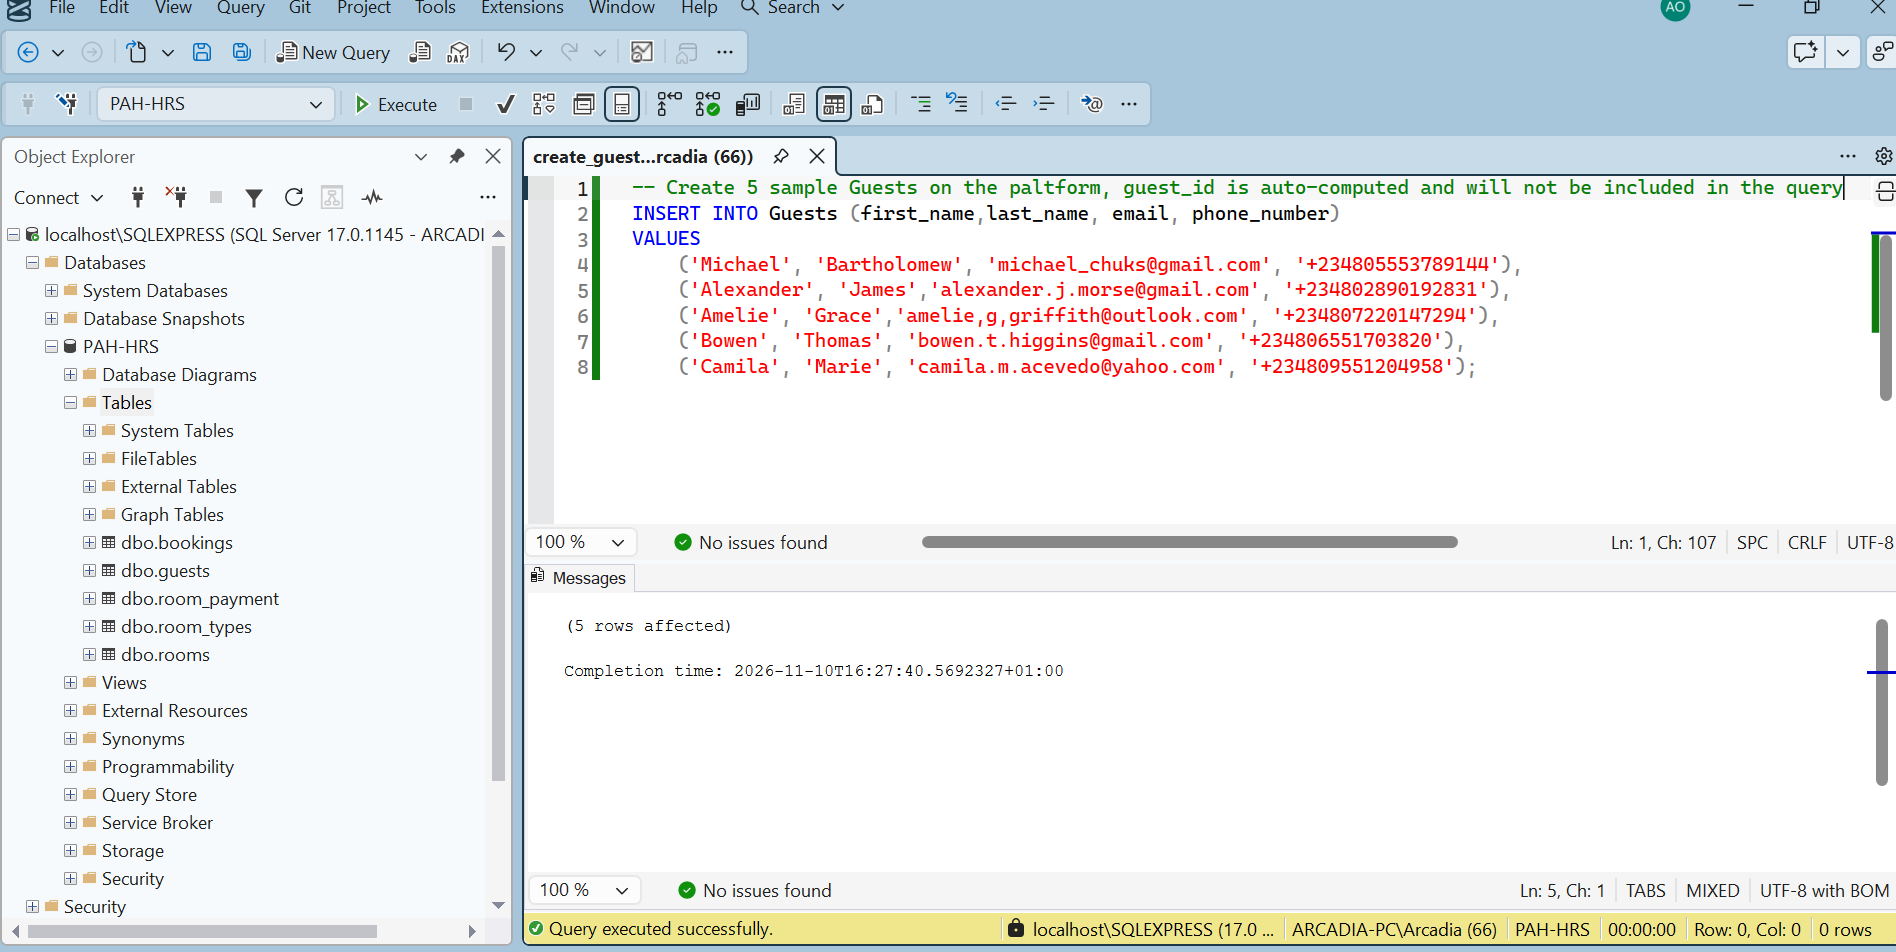 File Edit View Query Git Project Tools Extensions Window Help Search AO
New Query DAX
PAH-HRS Execute
Object Explorer
Connect
localhost\SQLEXPRESS (SQL Server 17.0.1145 - ARCADI
Databases
System Databases
Database Snapshots
PAH-HRS
Database Diagrams
Tables
System Tables
FileTables
External Tables
Graph Tables
dbo.bookings
dbo.guests
dbo.room_payment
dbo.room_types
dbo.rooms
Views
External Resources
Synonyms
Programmability
Query Store
Service Broker
Storage
Security
Security
create_guest...rcadia (66))
1 -- Create 5 sample Guests on the paltform, guest_id is auto-computed and will not be included in the query
2 INSERT INTO Guests (first_name,last_name, email, phone_number)
3 VALUES
4 ('Michael', 'Bartholomew', 'michael_chuks@gmail.com', '+234805553789144'),
5 ('Alexander', 'James','alexander.j.morse@gmail.com', '+234802890192831'),
6 ('Amelie', 'Grace','amelie,g,griffith@outlook.com', '+234807220147294'),
7 ('Bowen', 'Thomas', 'bowen.t.higgins@gmail.com', '+234806551703820'),
8 ('Camila', 'Marie', 'camila.m.acevedo@yahoo.com', '+234809551204958');
100 % No issues found Ln: 1, Ch: 107 SPC CRLF UTF-8
Messages
(5 rows affected)
Completion time: 2026-11-10T16:27:40.5692327+01:00
100 % No issues found Ln: 5, Ch: 1 TABS MIXED UTF-8 with BOM
Query executed successfully. localhost\SQLEXPRESS (17.0 ... ARCADIA-PC\Arcadia (66) PAH-HRS 00:00:00 Row: 0, Col: 0 0 rows